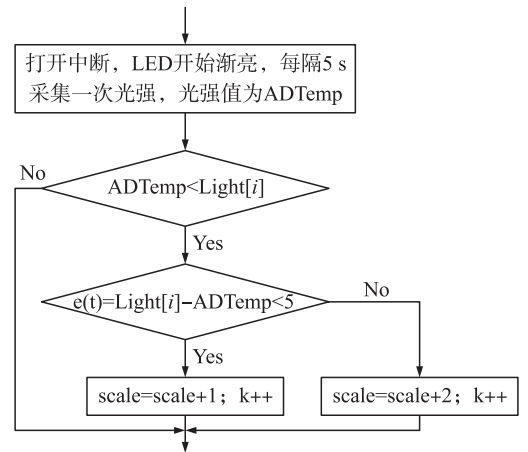 打开中断，LED开始渐亮，每隔5 s
采集一次光强，光强值为ADTemp
No
ADTemp<Light[i]
Yes
e(t)=Light[i]−ADTemp<5
No
Yes
scale=scale+1；k++
scale=scale+2；k++